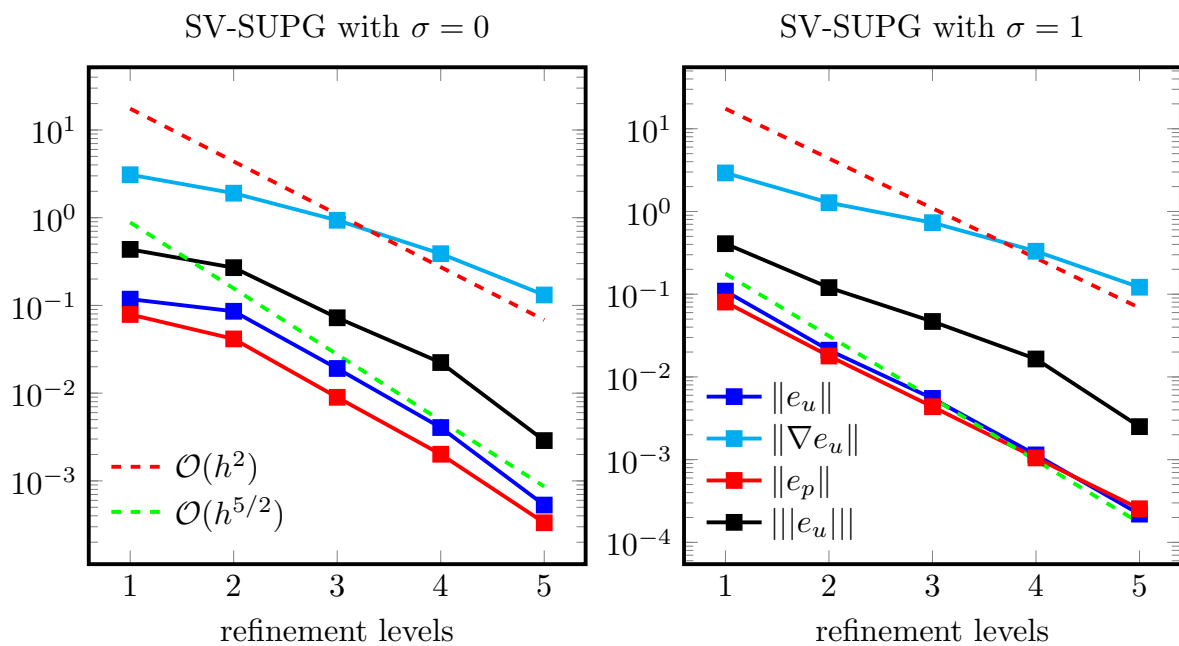 SV-SUPG with σ = 0
SV-SUPG with σ = 1
10^1
10^0
10^−1
10^−2
10^−3
O(h^2)
O(h^{5/2})
1 2 3 4 5
refinement levels
10^1
10^0
10^−1
10^−2
10^−3
10^−4
‖e_u‖
‖∇e_u‖
‖e_p‖
|||e_u|||
1 2 3 4 5
refinement levels